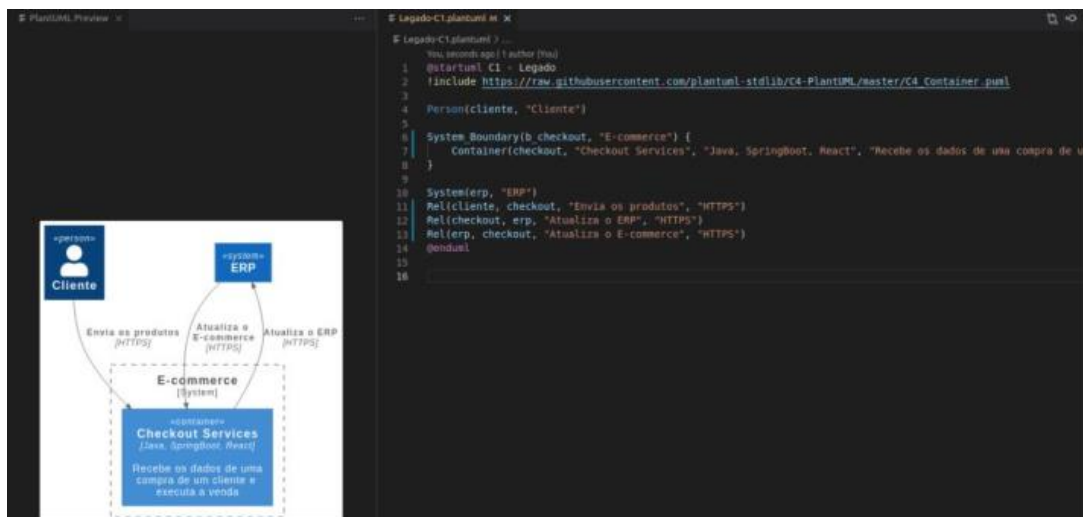 PlantUML Preview
Legado-C1.plantuml M
Legado-C1.plantuml > ...
You, seconds ago | 1 author (You)
1 @startuml C1 - Legado
2 !include https://raw.githubusercontent.com/plantuml-stdlib/C4-PlantUML/master/C4_Container.puml
3
4 Person(cliente, "Cliente")
5
6 System_Boundary(b_checkout, "E-commerce") {
7 Container(checkout, "Checkout Services", "Java, SpringBoot, React", "Recebe os dados de uma compra de u
8 }
9
10 System(erp, "ERP")
11 Rel(cliente, checkout, "Envia os produtos", "HTTPS")
12 Rel(checkout, erp, "Atualiza o ERP", "HTTPS")
13 Rel(erp, checkout, "Atualiza o E-commerce", "HTTPS")
14 @enduml
15
16
«person»
Cliente
«system»
ERP
Envia os produtos
[HTTPS]
Atualiza o
E-commerce
[HTTPS]
Atualiza o ERP
[HTTPS]
E-commerce
[System]
«container»
Checkout Services
[Java, SpringBoot, React]
Recebe os dados de uma
compra de um cliente e
executa a venda